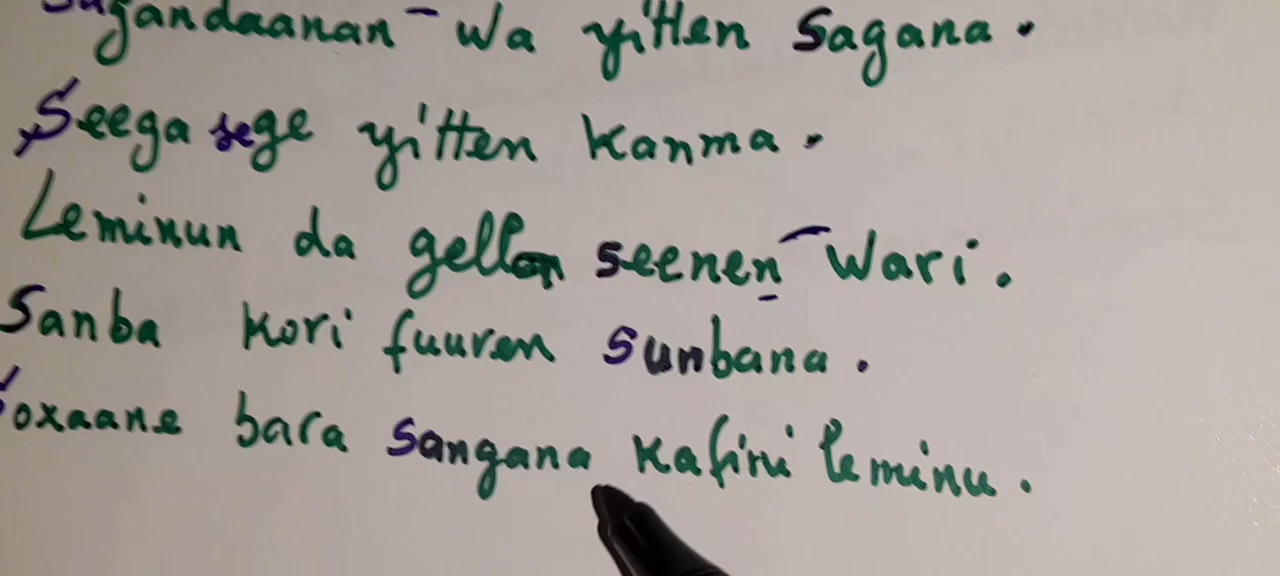 Sugandaanan-wa yitten sagana.
Seega sege yitten kanma.
Leminun da gellen seenen-wari.
Sanba kori fuuren sunbana.
Soxaane bara sangana kafini leminu.